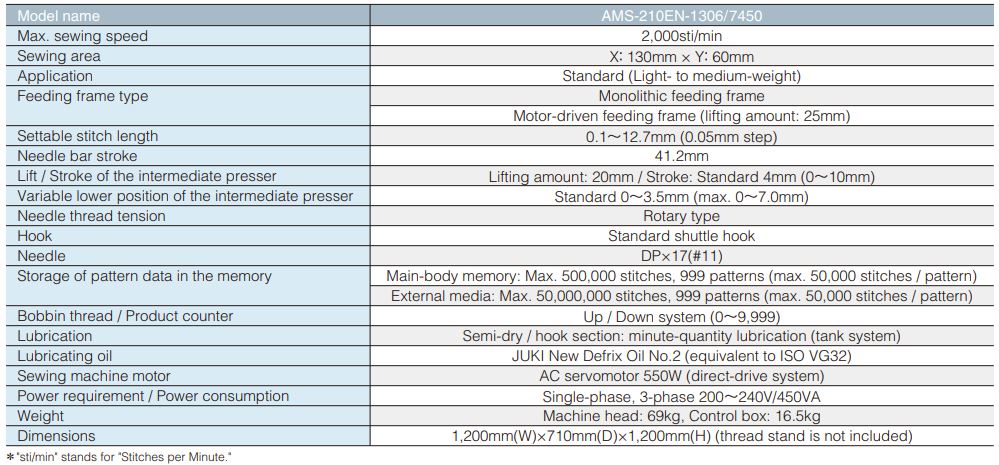 Model name AMS-210EN-1306/7450
Max. sewing speed 2,000sti/min
Sewing area X: 130mm × Y: 60mm
Application Standard (Light- to medium-weight)
Feeding frame type Monolithic feeding frame
Motor-driven feeding frame (lifting amount: 25mm)
Settable stitch length 0.1～12.7mm (0.05mm step)
Needle bar stroke 41.2mm
Lift / Stroke of the intermediate presser Lifting amount: 20mm / Stroke: Standard 4mm (0～10mm)
Variable lower position of the intermediate presser Standard 0～3.5mm (max. 0～7.0mm)
Needle thread tension Rotary type
Hook Standard shuttle hook
Needle DP×17(#11)
Storage of pattern data in the memory Main-body memory: Max. 500,000 stitches, 999 patterns (max. 50,000 stitches / pattern)
External media: Max. 50,000,000 stitches, 999 patterns (max. 50,000 stitches / pattern)
Bobbin thread / Product counter Up / Down system (0～9,999)
Lubrication Semi-dry / hook section: minute-quantity lubrication (tank system)
Lubricating oil JUKI New Defrix Oil No.2 (equivalent to ISO VG32)
Sewing machine motor AC servomotor 550W (direct-drive system)
Power requirement / Power consumption Single-phase, 3-phase 200～240V/450VA
Weight Machine head: 69kg, Control box: 16.5kg
Dimensions 1,200mm(W)×710mm(D)×1,200mm(H) (thread stand is not included)
＊"sti/min" stands for "Stitches per Minute."